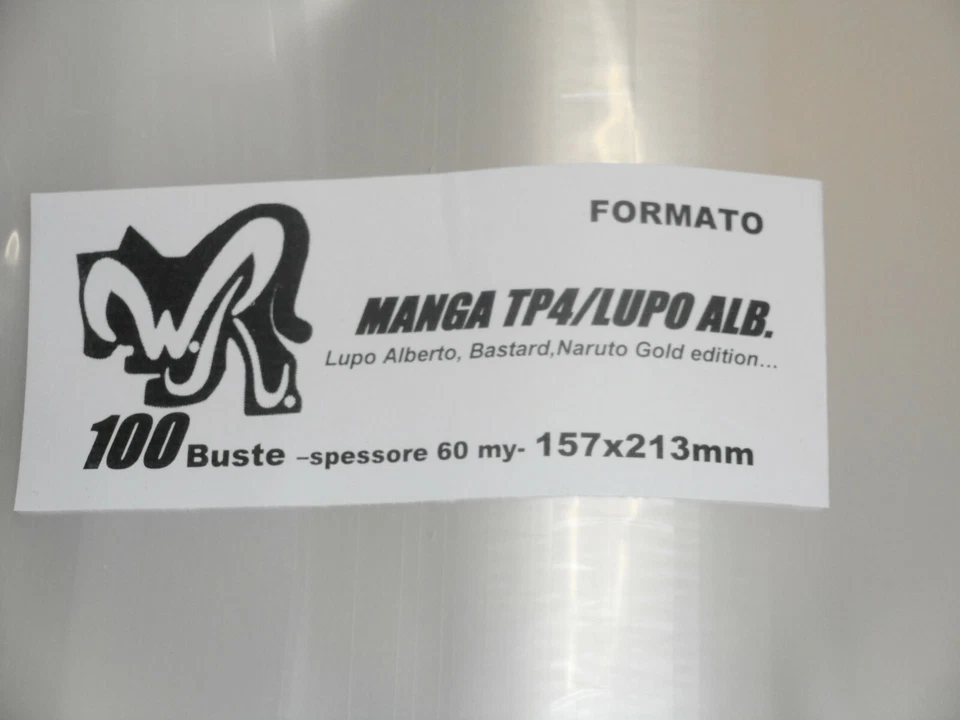 FORMATO
W.R.
MANGA TP4/LUPO ALB.
Lupo Alberto, Bastard,Naruto Gold edition...
100 Buste –spessore 60 my- 157x213mm